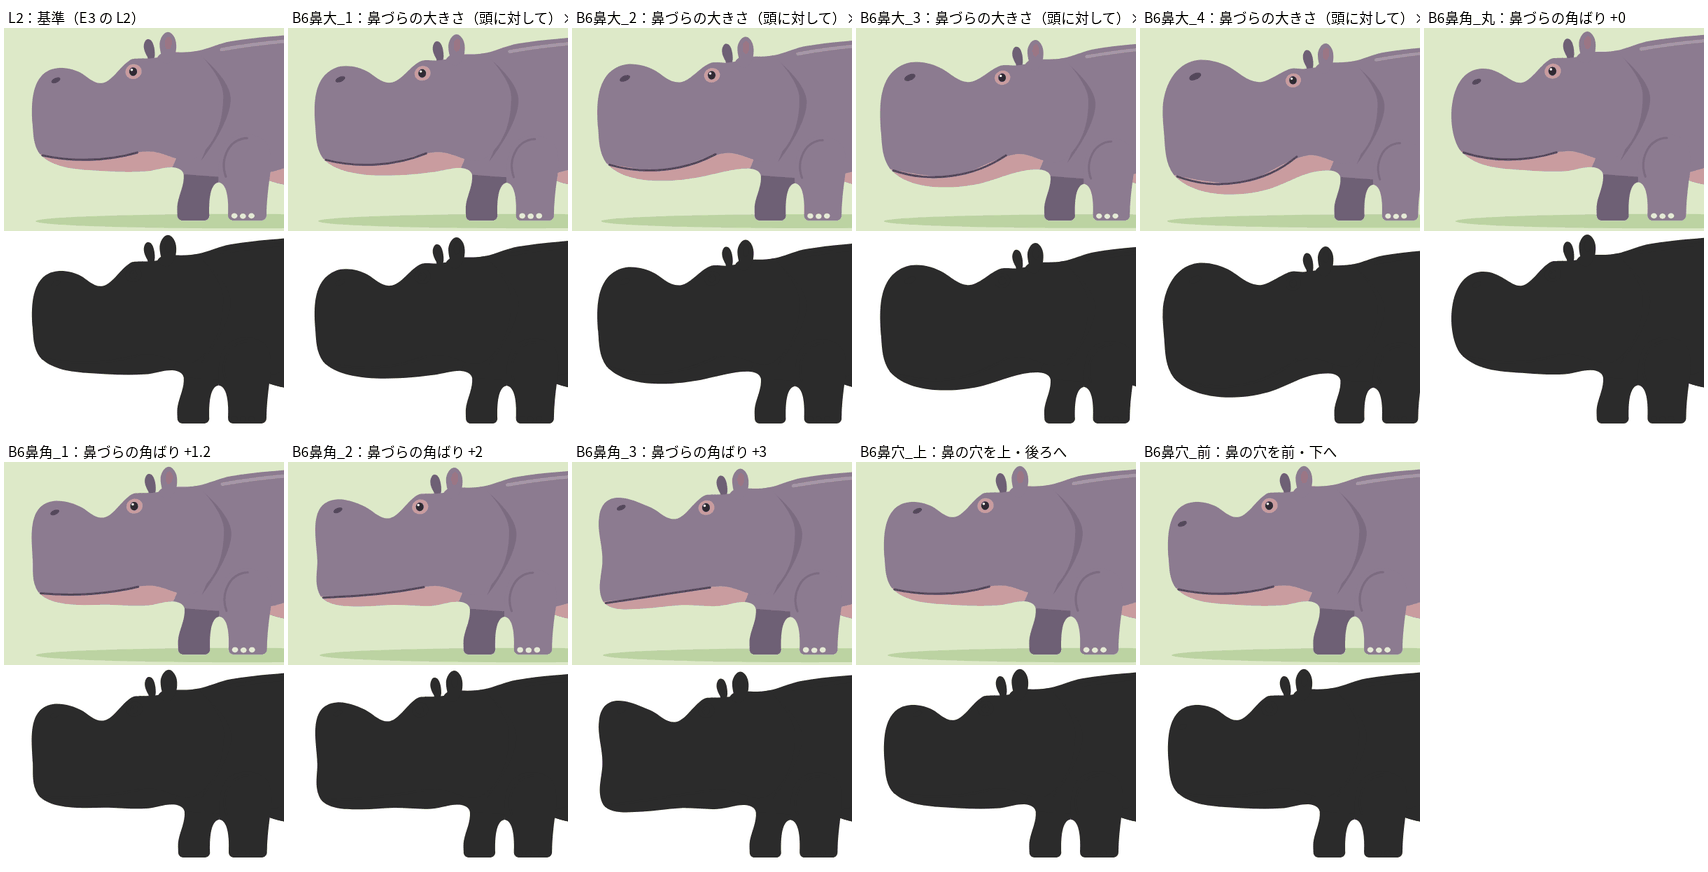 L2：基準（E3 の L2）
B6鼻大_1：鼻づらの大きさ（頭に対して）
B6鼻大_2：鼻づらの大きさ（頭に対して）
B6鼻大_3：鼻づらの大きさ（頭に対して）
B6鼻大_4：鼻づらの大きさ（頭に対して）
B6鼻角_丸：鼻づらの角ばり +0
B6鼻角_1：鼻づらの角ばり +1.2
B6鼻角_2：鼻づらの角ばり +2
B6鼻角_3：鼻づらの角ばり +3
B6鼻穴_上：鼻の穴を上・後ろへ
B6鼻穴_前：鼻の穴を前・下へ